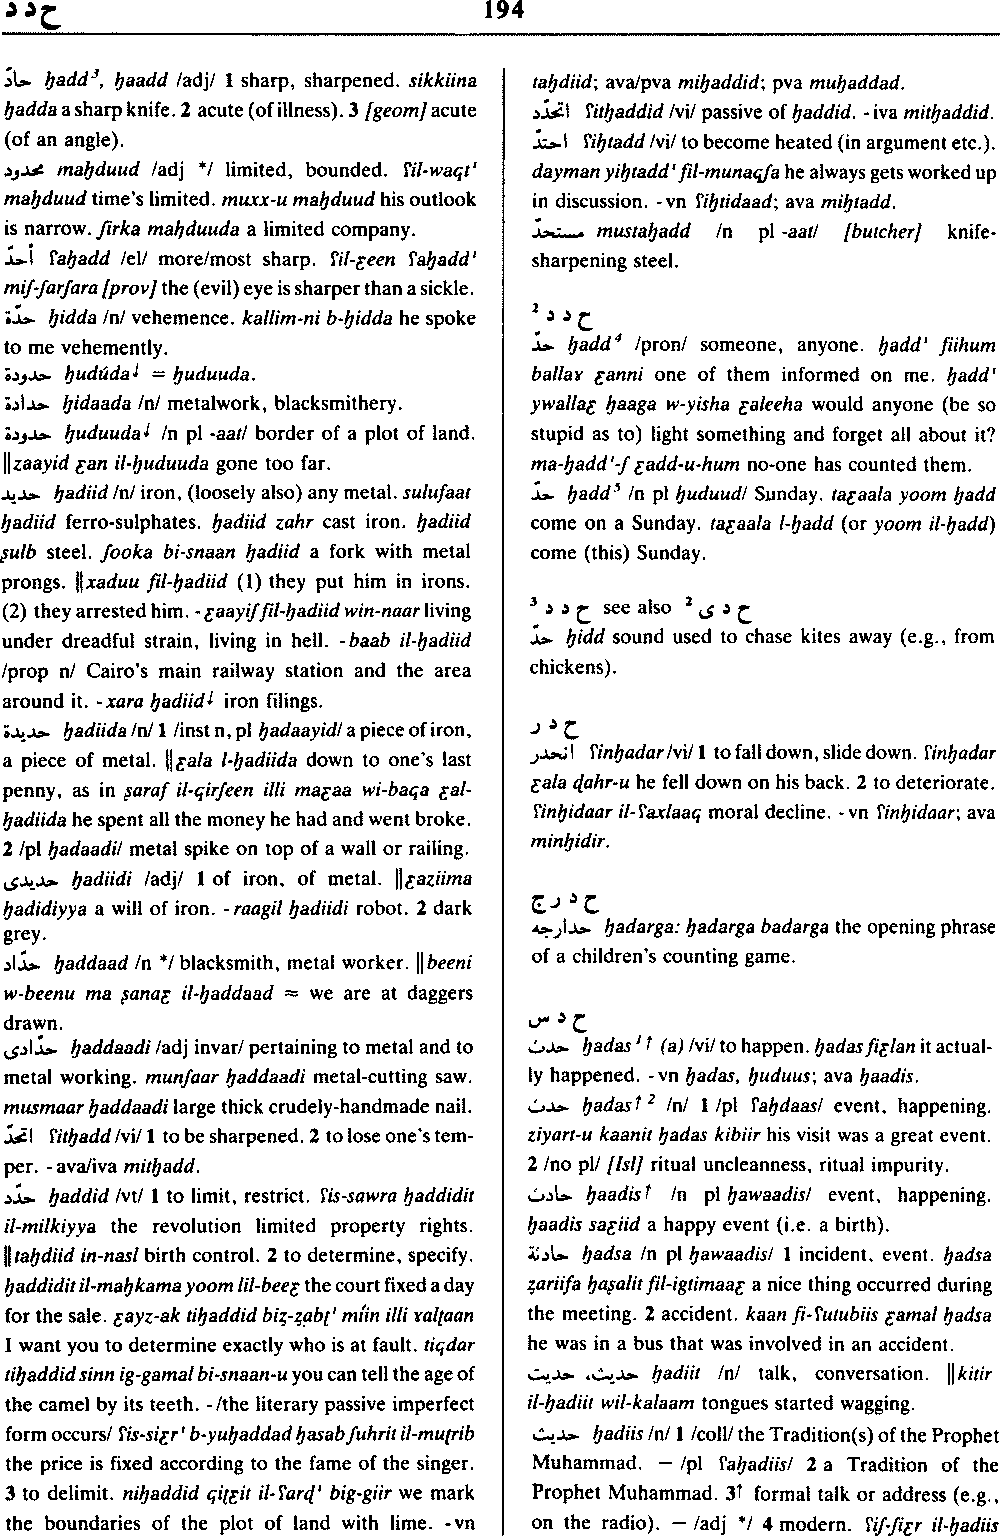 ح د د
194
حادّ ḥadd³, ḥaadd /adj/ 1 sharp, sharpened. sikkiina
ḥadda a sharp knife. 2 acute (of illness). 3 [geom] acute
(of an angle).
محدود maḥduud /adj */ limited, bounded. ʕil-waqt'
maḥduud time's limited. muxx-u maḥduud his outlook
is narrow. ʃirka maḥduuda a limited company.
أحدّ ʕaḥadd /el/ more/most sharp. ʕil-ɛeen ʕaḥadd'
miʃ-ʃarʃara [prov] the (evil) eye is sharper than a sickle.
حدّة ḥidda /n/ vehemence. kallim-ni b-ḥidda he spoke
to me vehemently.
حدودة ḥudúda↓ = ḥuduuda.
حدادة ḥidaada /n/ metalwork, blacksmithery.
حدودة ḥuduuda↓ /n pl -aat/ border of a plot of land.
‖zaayid ɛan il-ḥuduuda gone too far.
حديد ḥadiid /n/ iron, (loosely also) any metal. sulufaat
ḥadiid ferro-sulphates. ḥadiid zahr cast iron. ḥadiid
ṣulb steel. ʃooka bi-snaan ḥadiid a fork with metal
prongs. ‖xaduu fil-ḥadiid (1) they put him in irons.
(2) they arrested him. -ɛaayiʃ fil-ḥadiid win-naar living
under dreadful strain, living in hell. -baab il-ḥadiid
/prop n/ Cairo's main railway station and the area
around it. -xara ḥadiid↓ iron filings.
حديدة ḥadiida /n/ 1 /inst n, pl ḥadaayid/ a piece of iron,
a piece of metal. ‖ɛala l-ḥadiida down to one's last
penny, as in ṣaraf il-qirʃeen illi maɛaa wi-baqa ɛal-
ḥadiida he spent all the money he had and went broke.
2 /pl ḥadaadi/ metal spike on top of a wall or railing.
حديدى ḥadiidi /adj/ 1 of iron, of metal. ‖ɛaziima
ḥadidiyya a will of iron. -raagil ḥadiidi robot. 2 dark
grey.
حدّاد ḥaddaad /n */ blacksmith, metal worker. ‖beeni
w-beenu ma ṣanaɛ il-ḥaddaad ≈ we are at daggers
drawn.
حدّادى ḥaddaadi /adj invar/ pertaining to metal and to
metal working. munʃaar ḥaddaadi metal-cutting saw.
musmaar ḥaddaadi large thick crudely-handmade nail.
اتحدّ ʕitḥadd /vi/ 1 to be sharpened. 2 to lose one's tem-
per. -ava/iva mitḥadd.
حدّد ḥaddid /vt/ 1 to limit, restrict. ʕis-sawra ḥaddidit
il-milkiyya the revolution limited property rights.
‖taḥdiid in-nasl birth control. 2 to determine, specify.
ḥaddidit il-maḥkama yoom lil-beeɛ the court fixed a day
for the sale. ɛayz-ak tiḥaddid biẓ-ẓabṭ' míin illi ɣalṭaan
I want you to determine exactly who is at fault. tiqdar
tiḥaddid sinn ig-gamal bi-snaan-u you can tell the age of
the camel by its teeth. -/the literary passive imperfect
form occurs/ ʕis-siɛr' b-yuḥaddad ḥasab ʃuhrit il-muṭrib
the price is fixed according to the fame of the singer.
3 to delimit. niḥaddid qiṭɛit il-ʕarḍ' big-giir we mark
the boundaries of the plot of land with lime. -vn
taḥdiid; ava/pva miḥaddid; pva muḥaddad.
اتحدّد ʕitḥaddid /vi/ passive of ḥaddid. -iva mitḥaddid.
احتدّ ʕiḥtadd /vi/ to become heated (in argument etc.).
dayman yiḥtadd' fil-munaqʃa he always gets worked up
in discussion. -vn ʕiḥtidaad; ava miḥtadd.
مستحدّ mustaḥadd /n pl -aat/ [butcher] knife-
sharpening steel.
ح د د ²
حدّ ḥadd⁴ /pron/ someone, anyone. ḥadd' fiihum
ballaɣ ɛanni one of them informed on me. ḥadd'
ywallaɛ ḥaaga w-yisha ɛaleeha would anyone (be so
stupid as to) light something and forget all about it?
ma-ḥadd'-ʃ ɛadd-u-hum no-one has counted them.
حدّ ḥadd⁵ /n pl ḥuduud/ Sunday. taɛaala yoom ḥadd
come on a Sunday. taɛaala l-ḥadd (or yoom il-ḥadd)
come (this) Sunday.
ح د د ³ see also ح د ى ²
حدّ ḥidd sound used to chase kites away (e.g., from
chickens).
ح د ر
انحدر ʕinḥadar /vi/ 1 to fall down, slide down. ʕinḥadar
ɛala ḍahr-u he fell down on his back. 2 to deteriorate.
ʕinḥidaar il-ʕaxlaaq moral decline. -vn ʕinḥidaar; ava
minḥidir.
ح د ر ج
حدارجه ḥadarga: ḥadarga badarga the opening phrase
of a children's counting game.
ح د س
حدث ḥadas¹↑ (a) /vi/ to happen. ḥadas fiɛlan it actual-
ly happened. -vn ḥadas, ḥuduus; ava ḥaadis.
حدث ḥadas↑² /n/ 1 /pl ʕaḥdaas/ event, happening.
ziyart-u kaanit ḥadas kibiir his visit was a great event.
2 /no pl/ [Isl] ritual uncleanness, ritual impurity.
حادث ḥaadis↑ /n pl ḥawaadis/ event, happening.
ḥaadis saɛiid a happy event (i.e. a birth).
حادثة ḥadsa /n pl ḥawaadis/ 1 incident, event. ḥadsa
ẓariifa ḥaṣalit fil-igtimaaɛ a nice thing occurred during
the meeting. 2 accident. kaan fi-ʕutubiis ɛamal ḥadsa
he was in a bus that was involved in an accident.
حديث، حديت ḥadiit /n/ talk, conversation. ‖kitir
il-ḥadiit wil-kalaam tongues started wagging.
حديث ḥadiis /n/ 1 /coll/ the Tradition(s) of the Prophet
Muhammad. — /pl ʕaḥadiis/ 2 a Tradition of the
Prophet Muhammad. 3↑ formal talk or address (e.g.,
on the radio). — /adj */ 4 modern. ʕiʃ-ʃiɛr il-ḥadiis